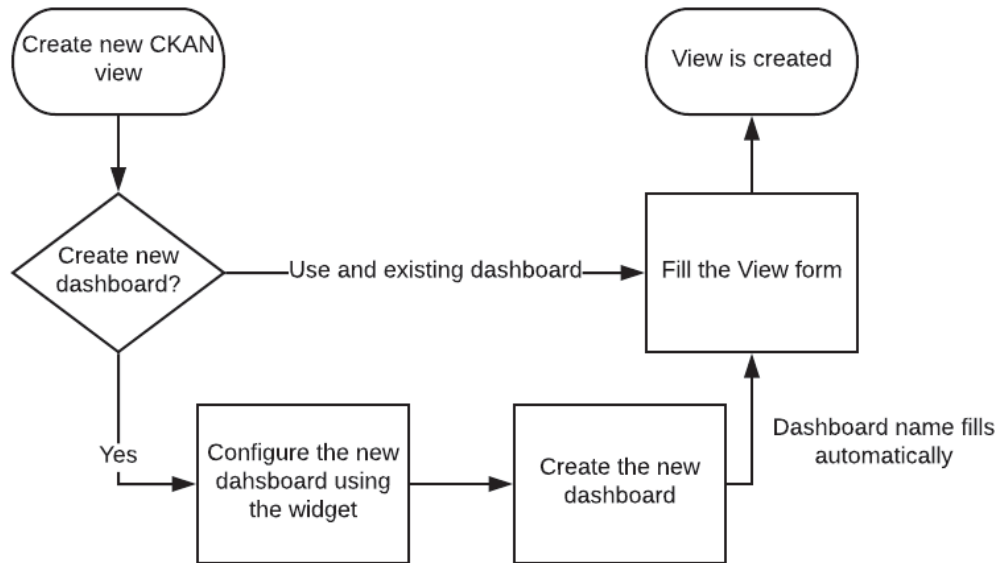 Create new CKAN
view
View is created
Create new
dashboard?
Use and existing dashboard
Fill the View form
Yes
Configure the new
dahsboard using
the widget
Create the new
dashboard
Dashboard name fills
automatically